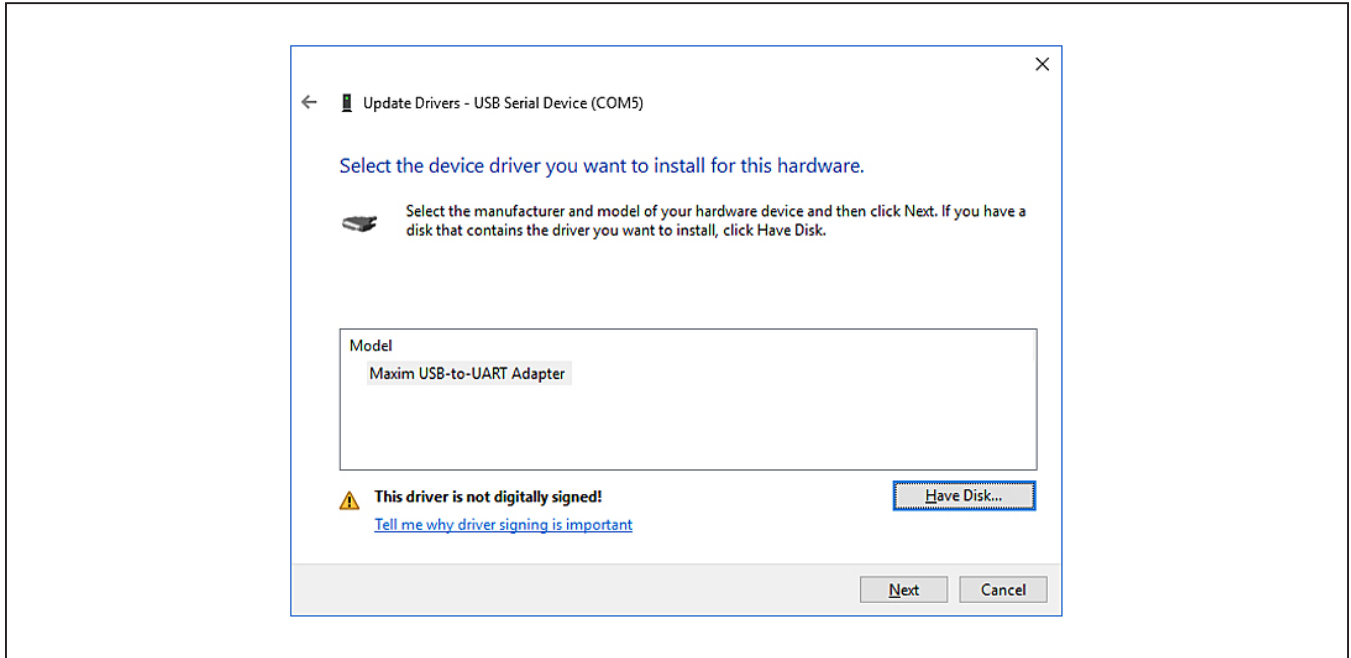 Update Drivers - USB Serial Device (COM5)
Select the device driver you want to install for this hardware.
Select the manufacturer and model of your hardware device and then click Next. If you have a
disk that contains the driver you want to install, click Have Disk.
Model
Maxim USB-to-UART Adapter
This driver is not digitally signed!
Have Disk...
Tell me why driver signing is important
Next
Cancel